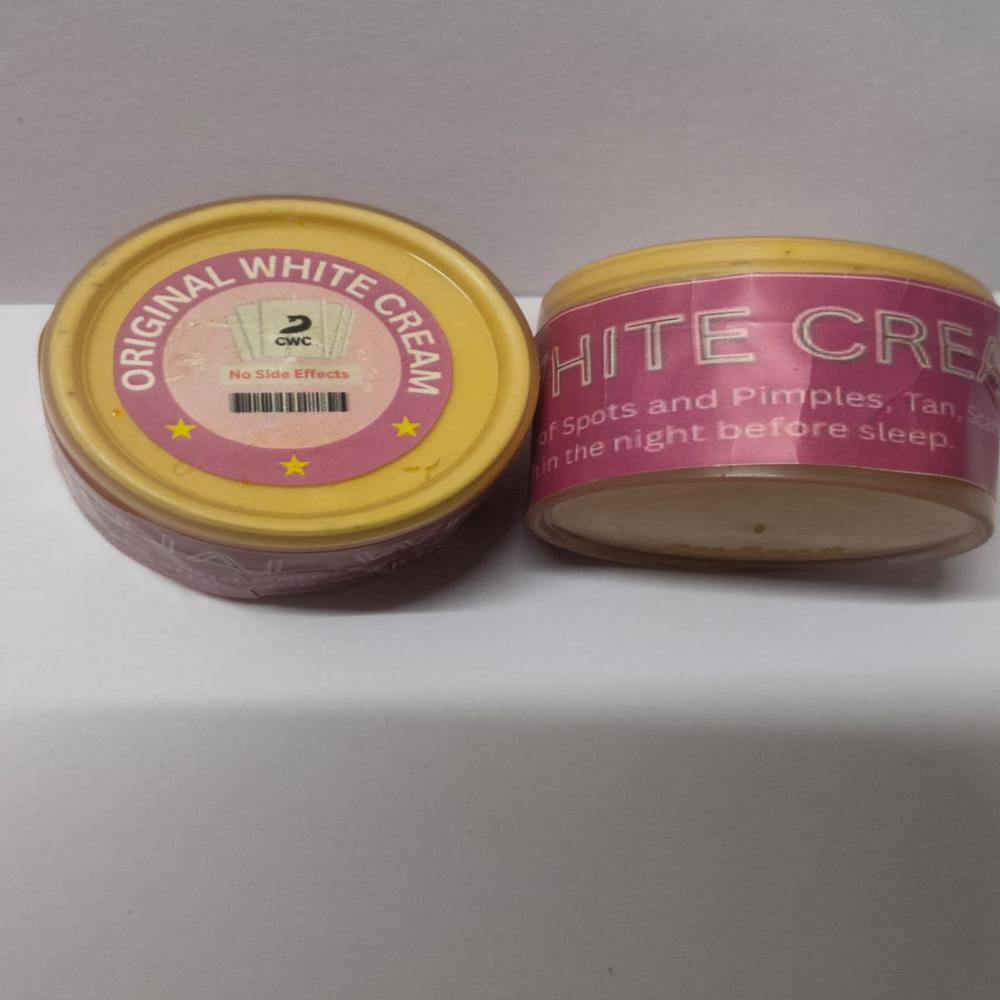 ORIGINAL WHITE CREAM
CWC
No Side Effects
HITE CREA
of Spots and Pimples, Tan, Scar
in the night before sleep.